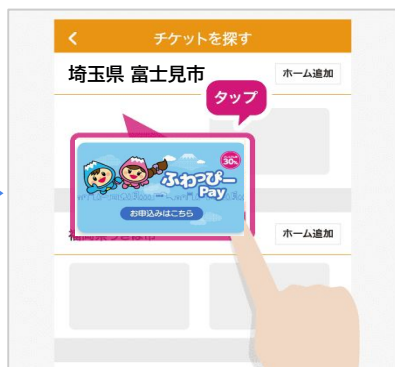 チケットを探す
埼玉県 富士見市
ホーム追加
タップ
30%
ふわっぴー
Pay
お申込みはこちら
ホーム追加